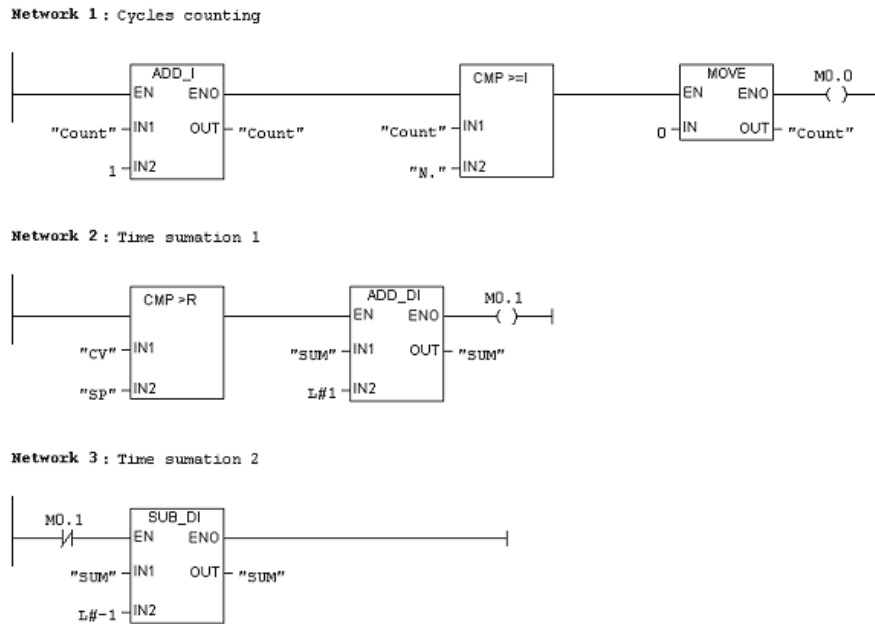 Network 1: Cycles counting
ADD_I CMP >=I MOVE M0.0
EN ENO EN ENO ( )
"Count" IN1 OUT "Count" "Count" IN1 0 IN OUT "Count"
1 IN2 "N." IN2
Network 2: Time sumation 1
CMP >R ADD_DI M0.1
EN ENO ( )
"CV" IN1 "SUM" IN1 OUT "SUM"
"SP" IN2 L#1 IN2
Network 3: Time sumation 2
M0.1 SUB_DI
EN ENO
"SUM" IN1 OUT "SUM"
L#-1 IN2